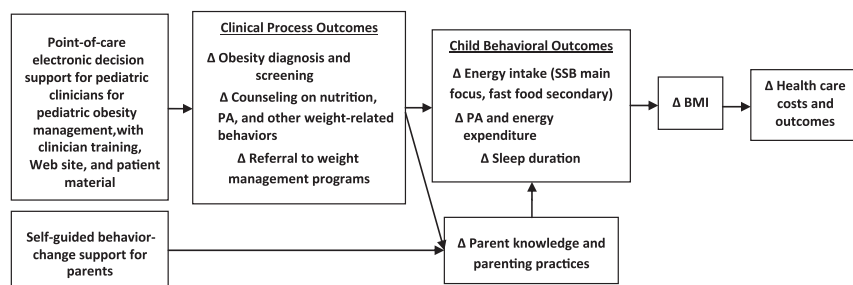 Point-of-care
electronic decision
support for pediatric
clinicians for
pediatric obesity
management,with
clinician training,
Web site, and patient
material
Self-guided behavior-
change support for
parents
Clinical Process Outcomes
Δ Obesity diagnosis and
screening
Δ Counseling on nutrition,
PA, and other weight-related
behaviors
Δ Referral to weight
management programs
Child Behavioral Outcomes
Δ Energy intake (SSB main
focus, fast food secondary)
Δ PA and energy
expenditure
Δ Sleep duration
Δ Parent knowledge and
parenting practices
Δ BMI
Δ Health care
costs and
outcomes